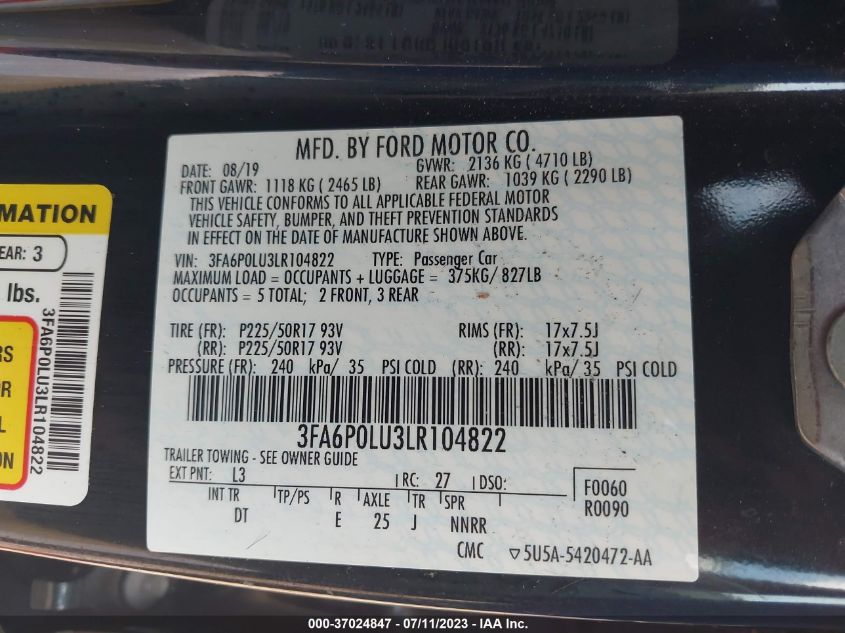 MFD. BY FORD MOTOR CO.
DATE: 08/19 GVWR: 2136 KG ( 4710 LB)
FRONT GAWR: 1118 KG ( 2465 LB) REAR GAWR: 1039 KG ( 2290 LB)
THIS VEHICLE CONFORMS TO ALL APPLICABLE FEDERAL MOTOR
VEHICLE SAFETY, BUMPER, AND THEFT PREVENTION STANDARDS
IN EFFECT ON THE DATE OF MANUFACTURE SHOWN ABOVE.
VIN: 3FA6P0LU3LR104822 TYPE: Passenger Car
MAXIMUM LOAD = OCCUPANTS + LUGGAGE = 375KG/ 827LB
OCCUPANTS = 5 TOTAL; 2 FRONT, 3 REAR
TIRE (FR): P225/50R17 93V RIMS (FR): 17x7.5J
(RR): P225/50R17 93V (RR): 17x7.5J
PRESSURE (FR): 240 kPa/ 35 PSI COLD (RR): 240 kPa/ 35 PSI COLD
3FA6P0LU3LR104822
TRAILER TOWING - SEE OWNER GUIDE
EXT PNT: L3 RC: 27 DSO:
F0060
R0090
INT TR TP/PS R AXLE TR SPR
DT E 25 J NNRR
CMC ▽5U5A-5420472-AA
MATION
EAR: 3
lbs.
3FA6P0LU3LR104822
RS
OR
L
ON
000-37024847 / 07/11/2023 - IAA Inc.